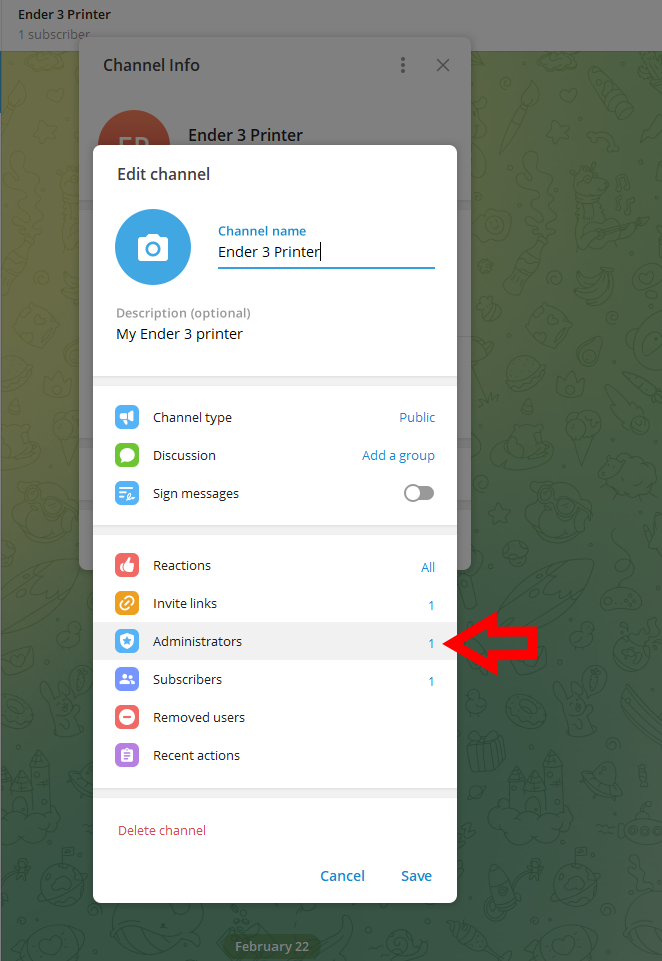 Ender 3 Printer
1 subscriber
Channel Info
Ender 3 Printer
Edit channel
Channel name
Ender 3 Printer
Description (optional)
My Ender 3 printer
Channel type Public
Discussion Add a group
Sign messages
Reactions All
Invite links 1
Administrators 1
Subscribers 1
Removed users
Recent actions
Delete channel
Cancel Save
February 22